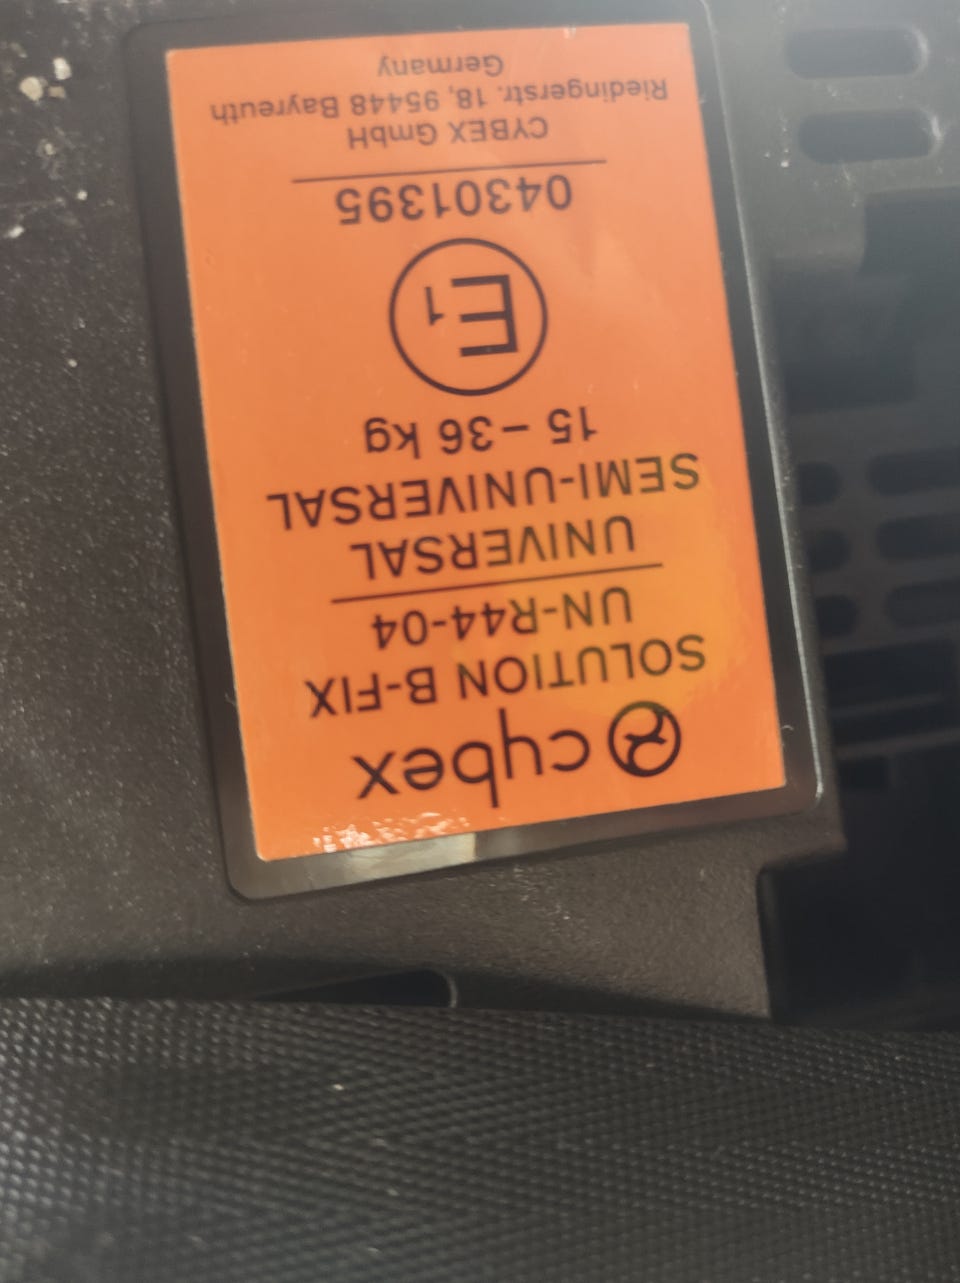 cybex
SOLUTION B-FIX
UN-R44-04
UNIVERSAL
SEMI-UNIVERSAL
15 – 36 kg
E1
04301395
CYBEX GmbH
Riedingerstr. 18, 95448 Bayreuth
Germany